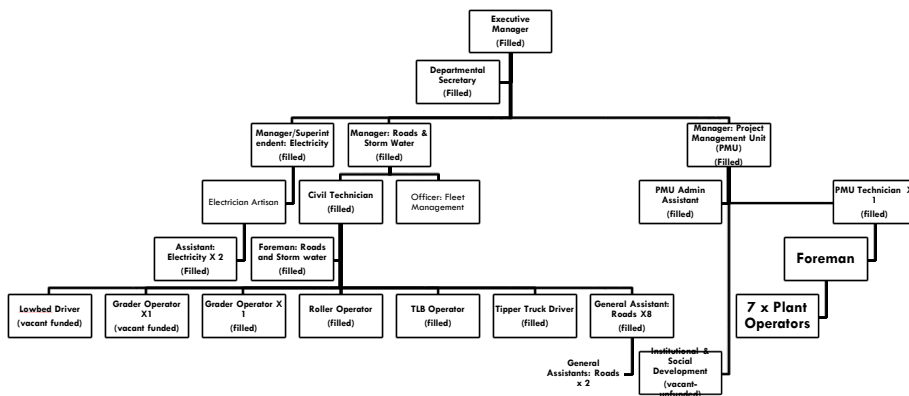 Executive
Manager
(Filled)
Departmental
Secretary
(Filled)
Manager/Superint
endent: Electricity
(filled)
Manager: Roads &
Storm Water
(filled)
Manager: Project
Management Unit
(PMU)
(Filled)
Electrician Artisan
Civil Technician
(filled)
Officer: Fleet
Management
PMU Admin
Assistant
(filled)
PMU Technician X
1
(filled)
Assistant:
Electricity X 2
(Filled)
Foreman: Roads
and Storm water
(filled)
Foreman
Lowbed Driver
(vacant funded)
Grader Operator
X1
(vacant funded)
Grader Operator X
1
(filled)
Roller Operator
(filled)
TLB Operator
(filled)
Tipper Truck Driver
(filled)
General Assistant:
Roads X8
(filled)
7 x Plant
Operators
General
Assistants: Roads
x 2
Institutional &
Social
Development
(vacant-
unfunded)